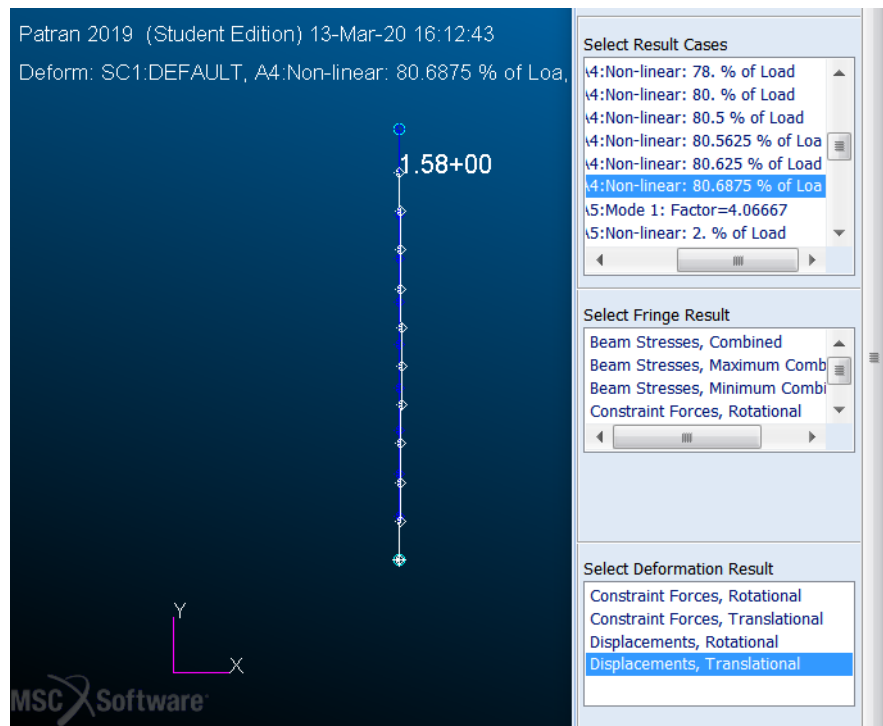 Patran 2019 (Student Edition) 13-Mar-20 16:12:43
Deform: SC1:DEFAULT, A4:Non-linear: 80.6875 % of Loa,
1.58+00
Y
X
MSC Software
Select Result Cases
A4:Non-linear: 78. % of Load
A4:Non-linear: 80. % of Load
A4:Non-linear: 80.5 % of Load
A4:Non-linear: 80.5625 % of Loa
A4:Non-linear: 80.625 % of Load
A4:Non-linear: 80.6875 % of Loa
A5:Mode 1: Factor=4.06667
A5:Non-linear: 2. % of Load
Select Fringe Result
Beam Stresses, Combined
Beam Stresses, Maximum Comb
Beam Stresses, Minimum Combi
Constraint Forces, Rotational
Select Deformation Result
Constraint Forces, Rotational
Constraint Forces, Translational
Displacements, Rotational
Displacements, Translational